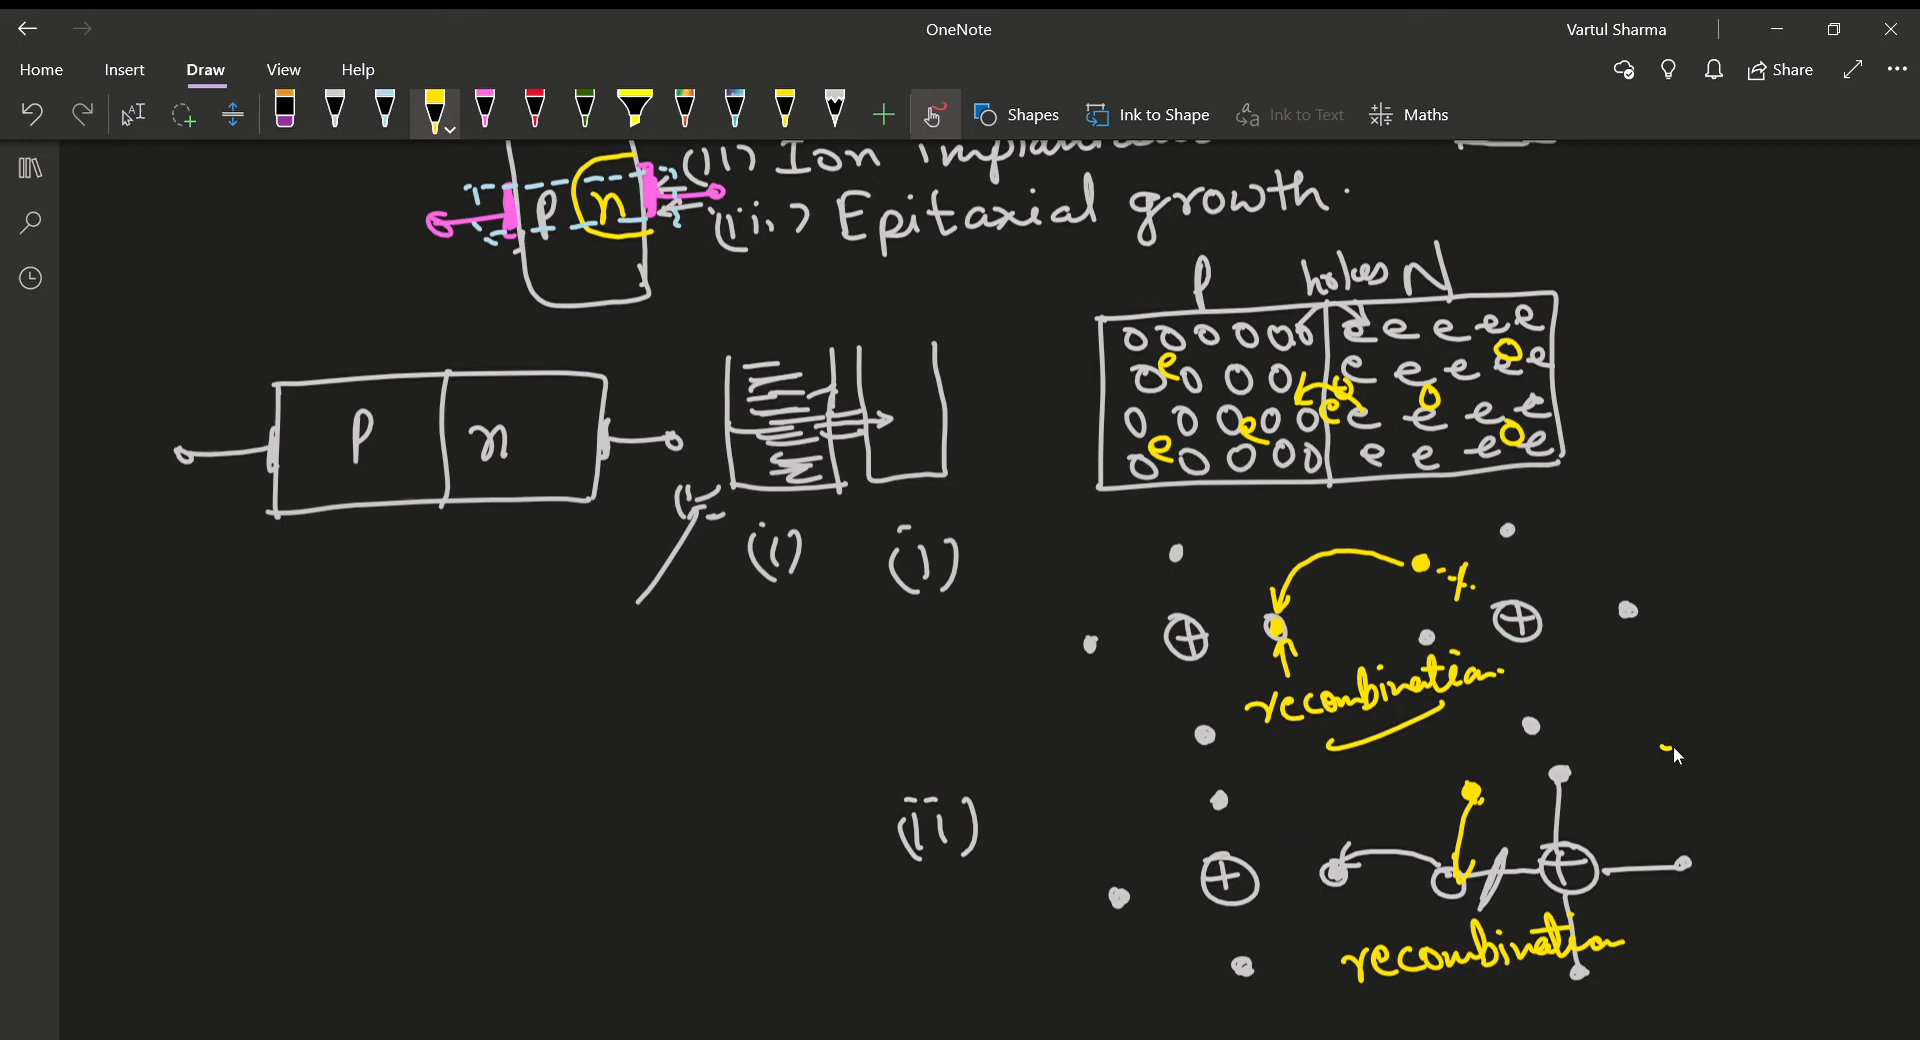 OneNote
Vartul Sharma
Home Insert Draw View Help
Share
Shapes
Ink to Shape
Ink to Text
Maths
(ii) Ion
p n
(iii) Epitaxial growth.
P holes N
o o o o o o e e e e e
o e o o o e e e e o e
o o o o o e e e o e e
o e o e o o o e e e o e
P n
(i) (i)
recombination
(ii)
recombination